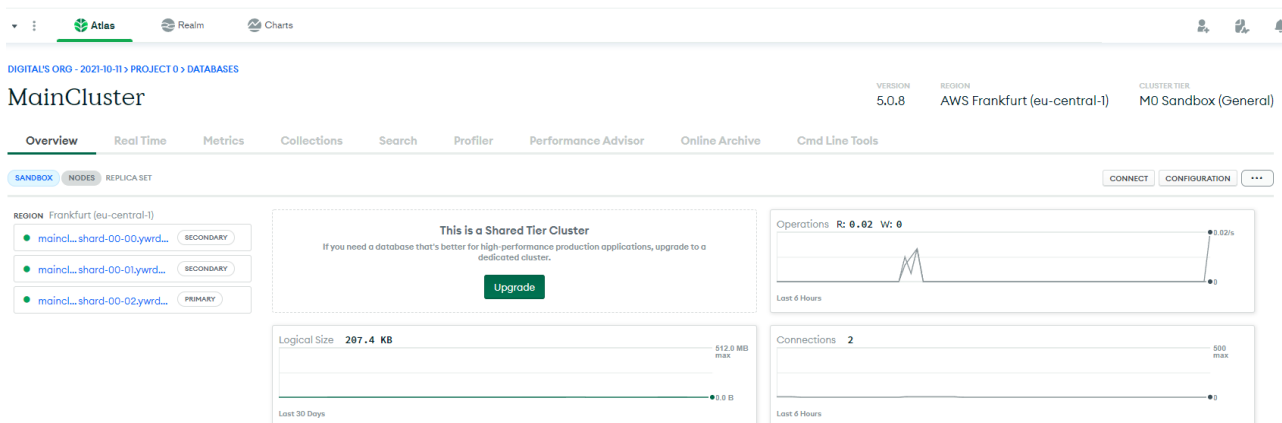 Atlas Realm Charts
DIGITAL'S ORG - 2021-10-11 > PROJECT 0 > DATABASES
MainCluster
VERSION
5.0.8
REGION
AWS Frankfurt (eu-central-1)
CLUSTER TIER
M0 Sandbox (General)
Overview Real Time Metrics Collections Search Profiler Performance Advisor Online Archive Cmd Line Tools
SANDBOX NODES REPLICA SET
CONNECT CONFIGURATION ...
REGION Frankfurt (eu-central-1)
maincl...shard-00-00.ywrd... SECONDARY
maincl...shard-00-01.ywrd... SECONDARY
maincl...shard-00-02.ywrd... PRIMARY
This is a Shared Tier Cluster
If you need a database that's better for high-performance production applications, upgrade to a
dedicated cluster.
Upgrade
Operations R: 0.02 W: 0
0.02/s
0
Last 6 Hours
Logical Size 207.4 KB
512.0 MB
max
0.0 B
Last 30 Days
Connections 2
500
max
0
Last 6 Hours